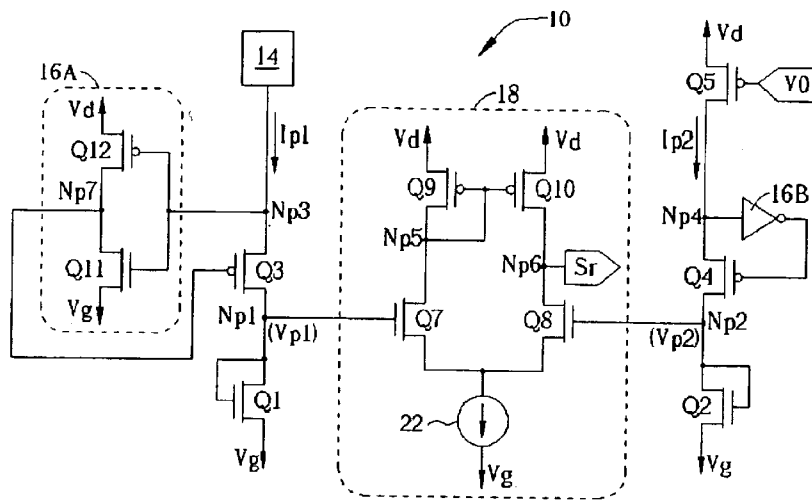 10
16A
14
18
Vd
Q5
V0
Vd
Q12
Ip1
Vd
Vd
Ip2
Q9
Q10
16B
Np7
Np3
Np4
Np5
Np6
Sr
Q11
Q3
Q4
Vg
Np1
(Vp1)
Q7
Q8
(Vp2)
Np2
Q1
22
Q2
Vg
Vg
Vg